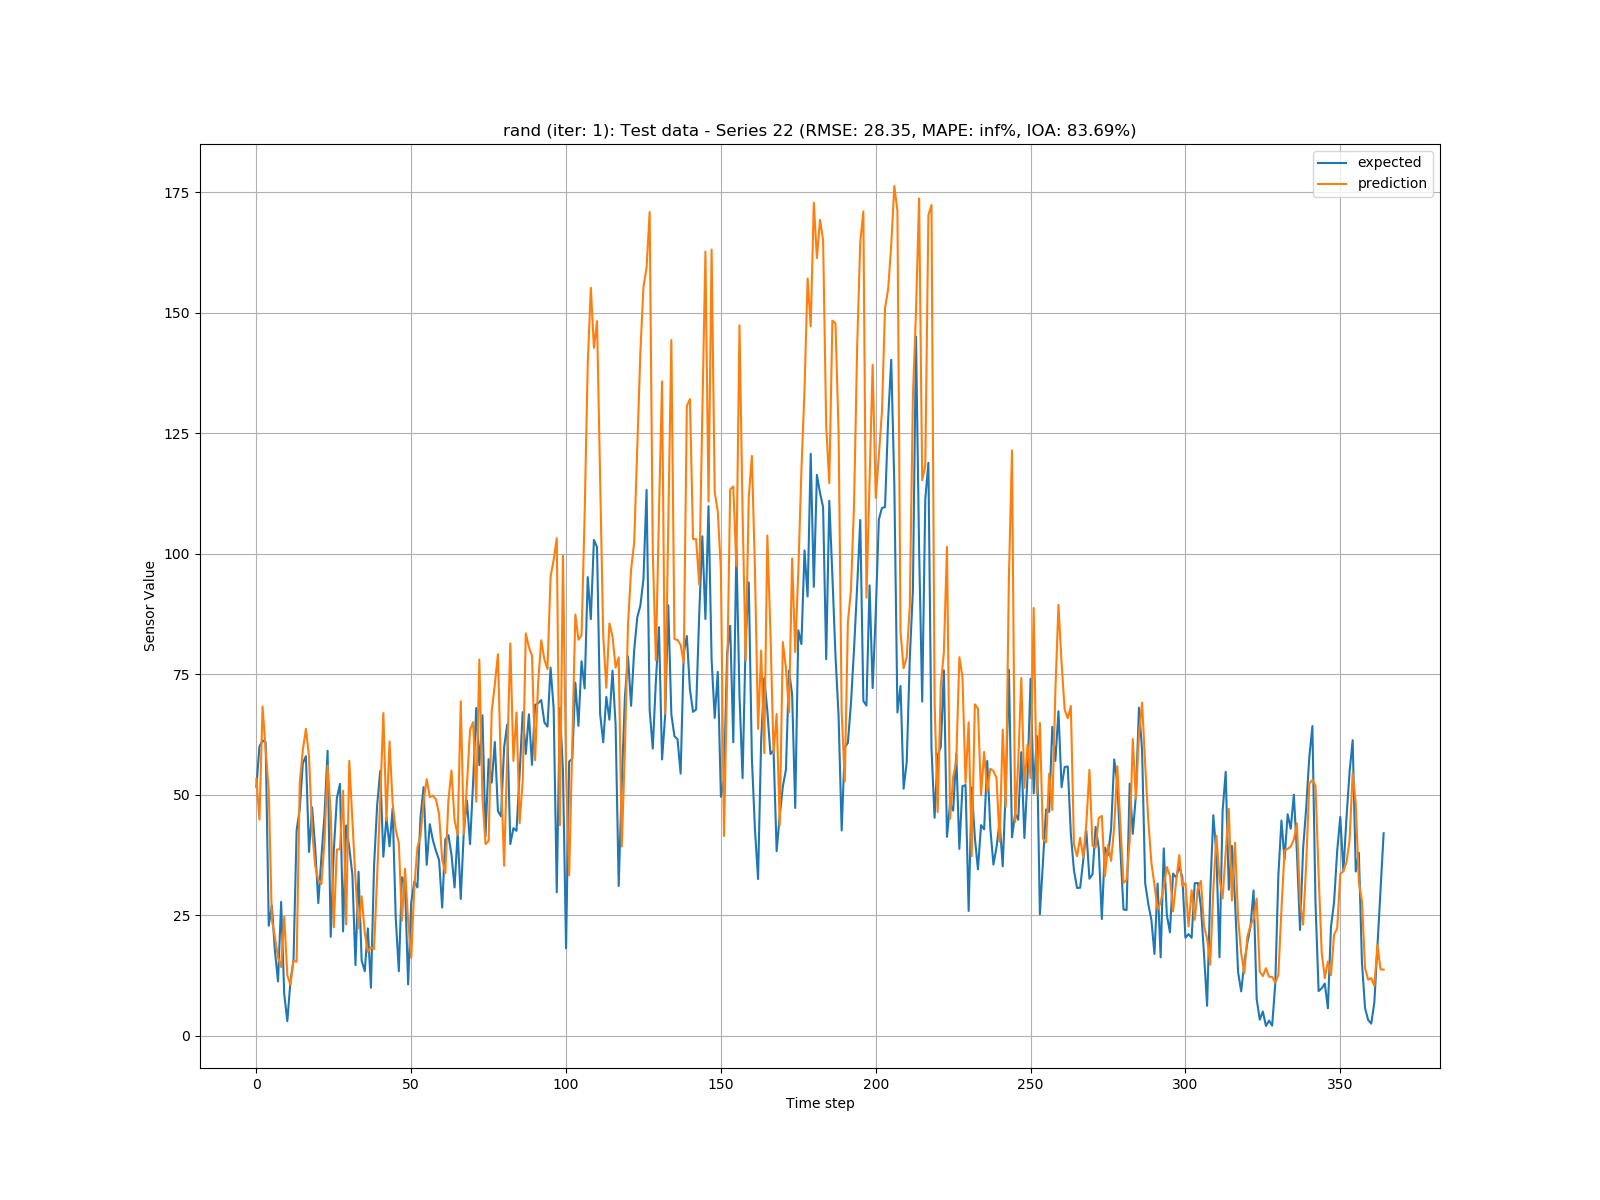 rand (iter: 1): Test data - Series 22 (RMSE: 28.35, MAPE: inf%, IOA: 83.69%)
expected
prediction
175
150
125
100
75
50
25
0
Sensor Value
0 50 100 150 200 250 300 350
Time step